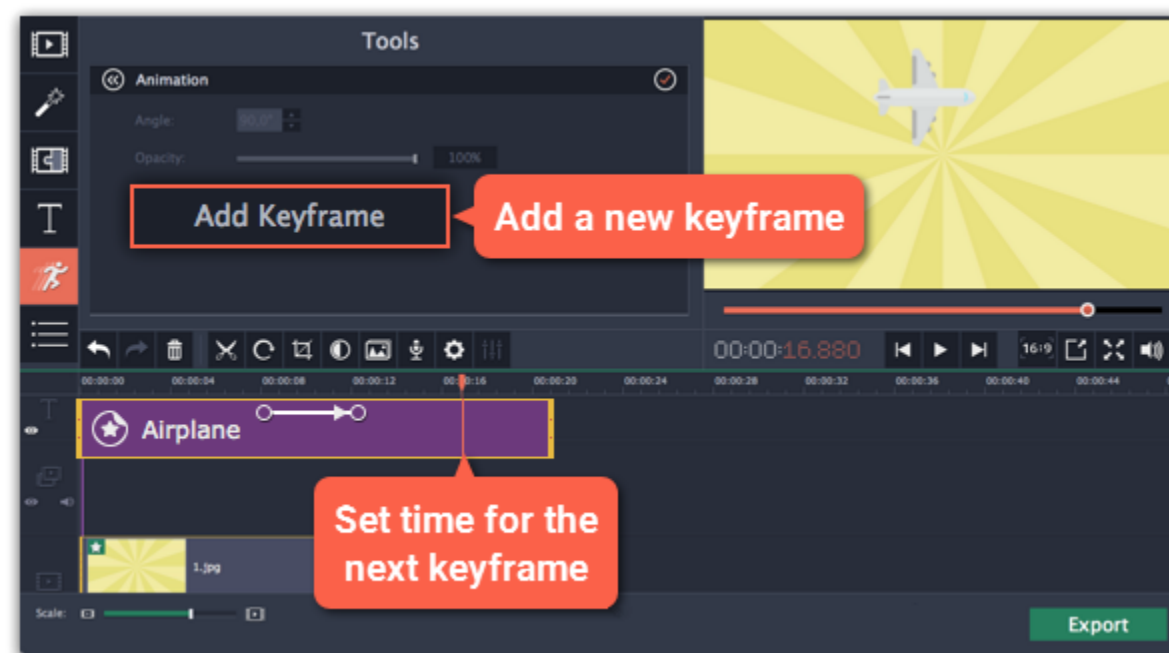 Tools
Animation
Angle: 90,0°
Opacity: 100%
Add Keyframe
Add a new keyframe
T
00:00:16.880
16:9
00:00:00 00:00:04 00:00:08 00:00:12 00:00:16 00:00:20 00:00:24 00:00:28 00:00:32 00:00:36 00:00:40 00:00:44
T
Airplane
Set time for the
next keyframe
1.jpg
Scale:
Export